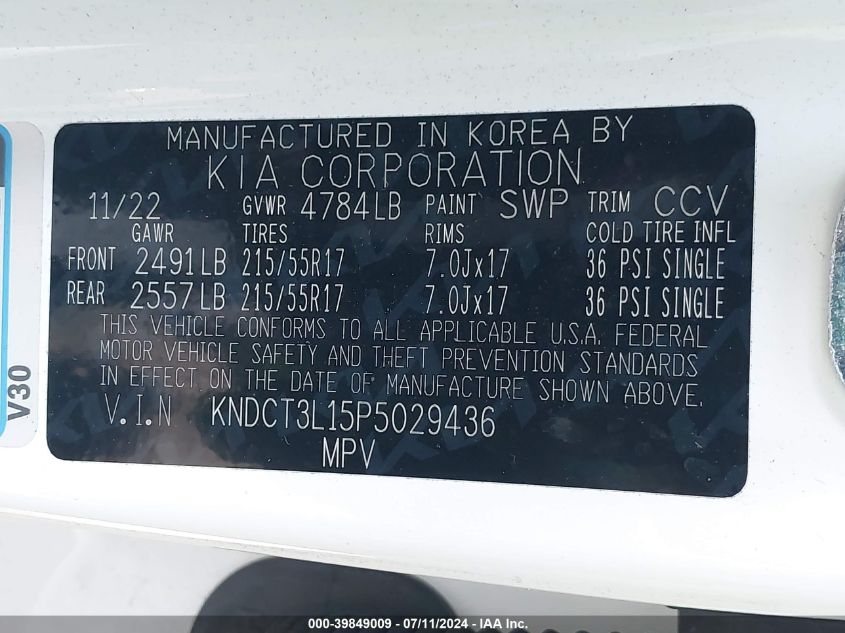 MANUFACTURED IN KOREA BY
KIA CORPORATION
11/22 GVWR 4784LB PAINT SWP TRIM CCV
GAWR TIRES RIMS COLD TIRE INFL
FRONT 2491LB 215/55R17 7.0Jx17 36 PSI SINGLE
REAR 2557LB 215/55R17 7.0Jx17 36 PSI SINGLE
THIS VEHICLE CONFORMS TO ALL APPLICABLE U.S.A. FEDERAL
MOTOR VEHICLE SAFETY AND THEFT PREVENTION STANDARDS
IN EFFECT ON THE DATE OF MANUFACTURE SHOWN ABOVE.
V.I.N KNDCT3L15P5029436
MPV
V30
000-39849009 - 07/11/2024 - IAA Inc.